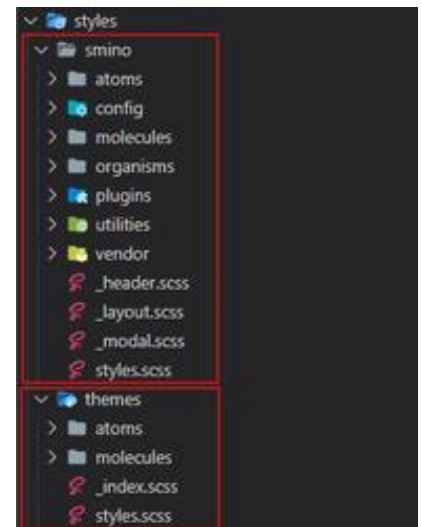 styles
smino
atoms
config
molecules
organisms
plugins
utilities
vendor
_header.scss
_layout.scss
_modal.scss
styles.scss
themes
atoms
molecules
_index.scss
styles.scss